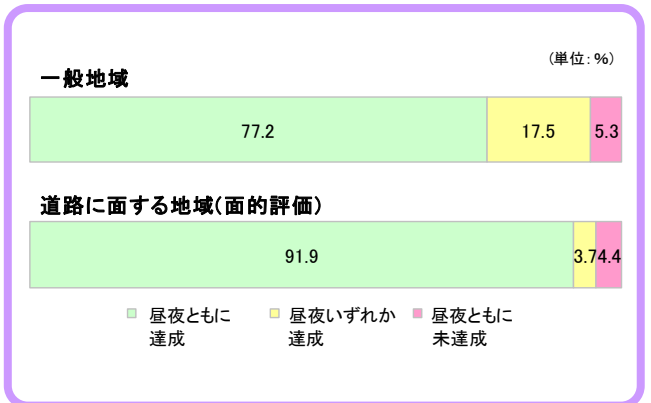 (単位:%)
一般地域
77.2 17.5 5.3
道路に面する地域(面的評価)
91.9 3.7 4.4
昼夜ともに達成
昼夜いずれか達成
昼夜ともに未達成